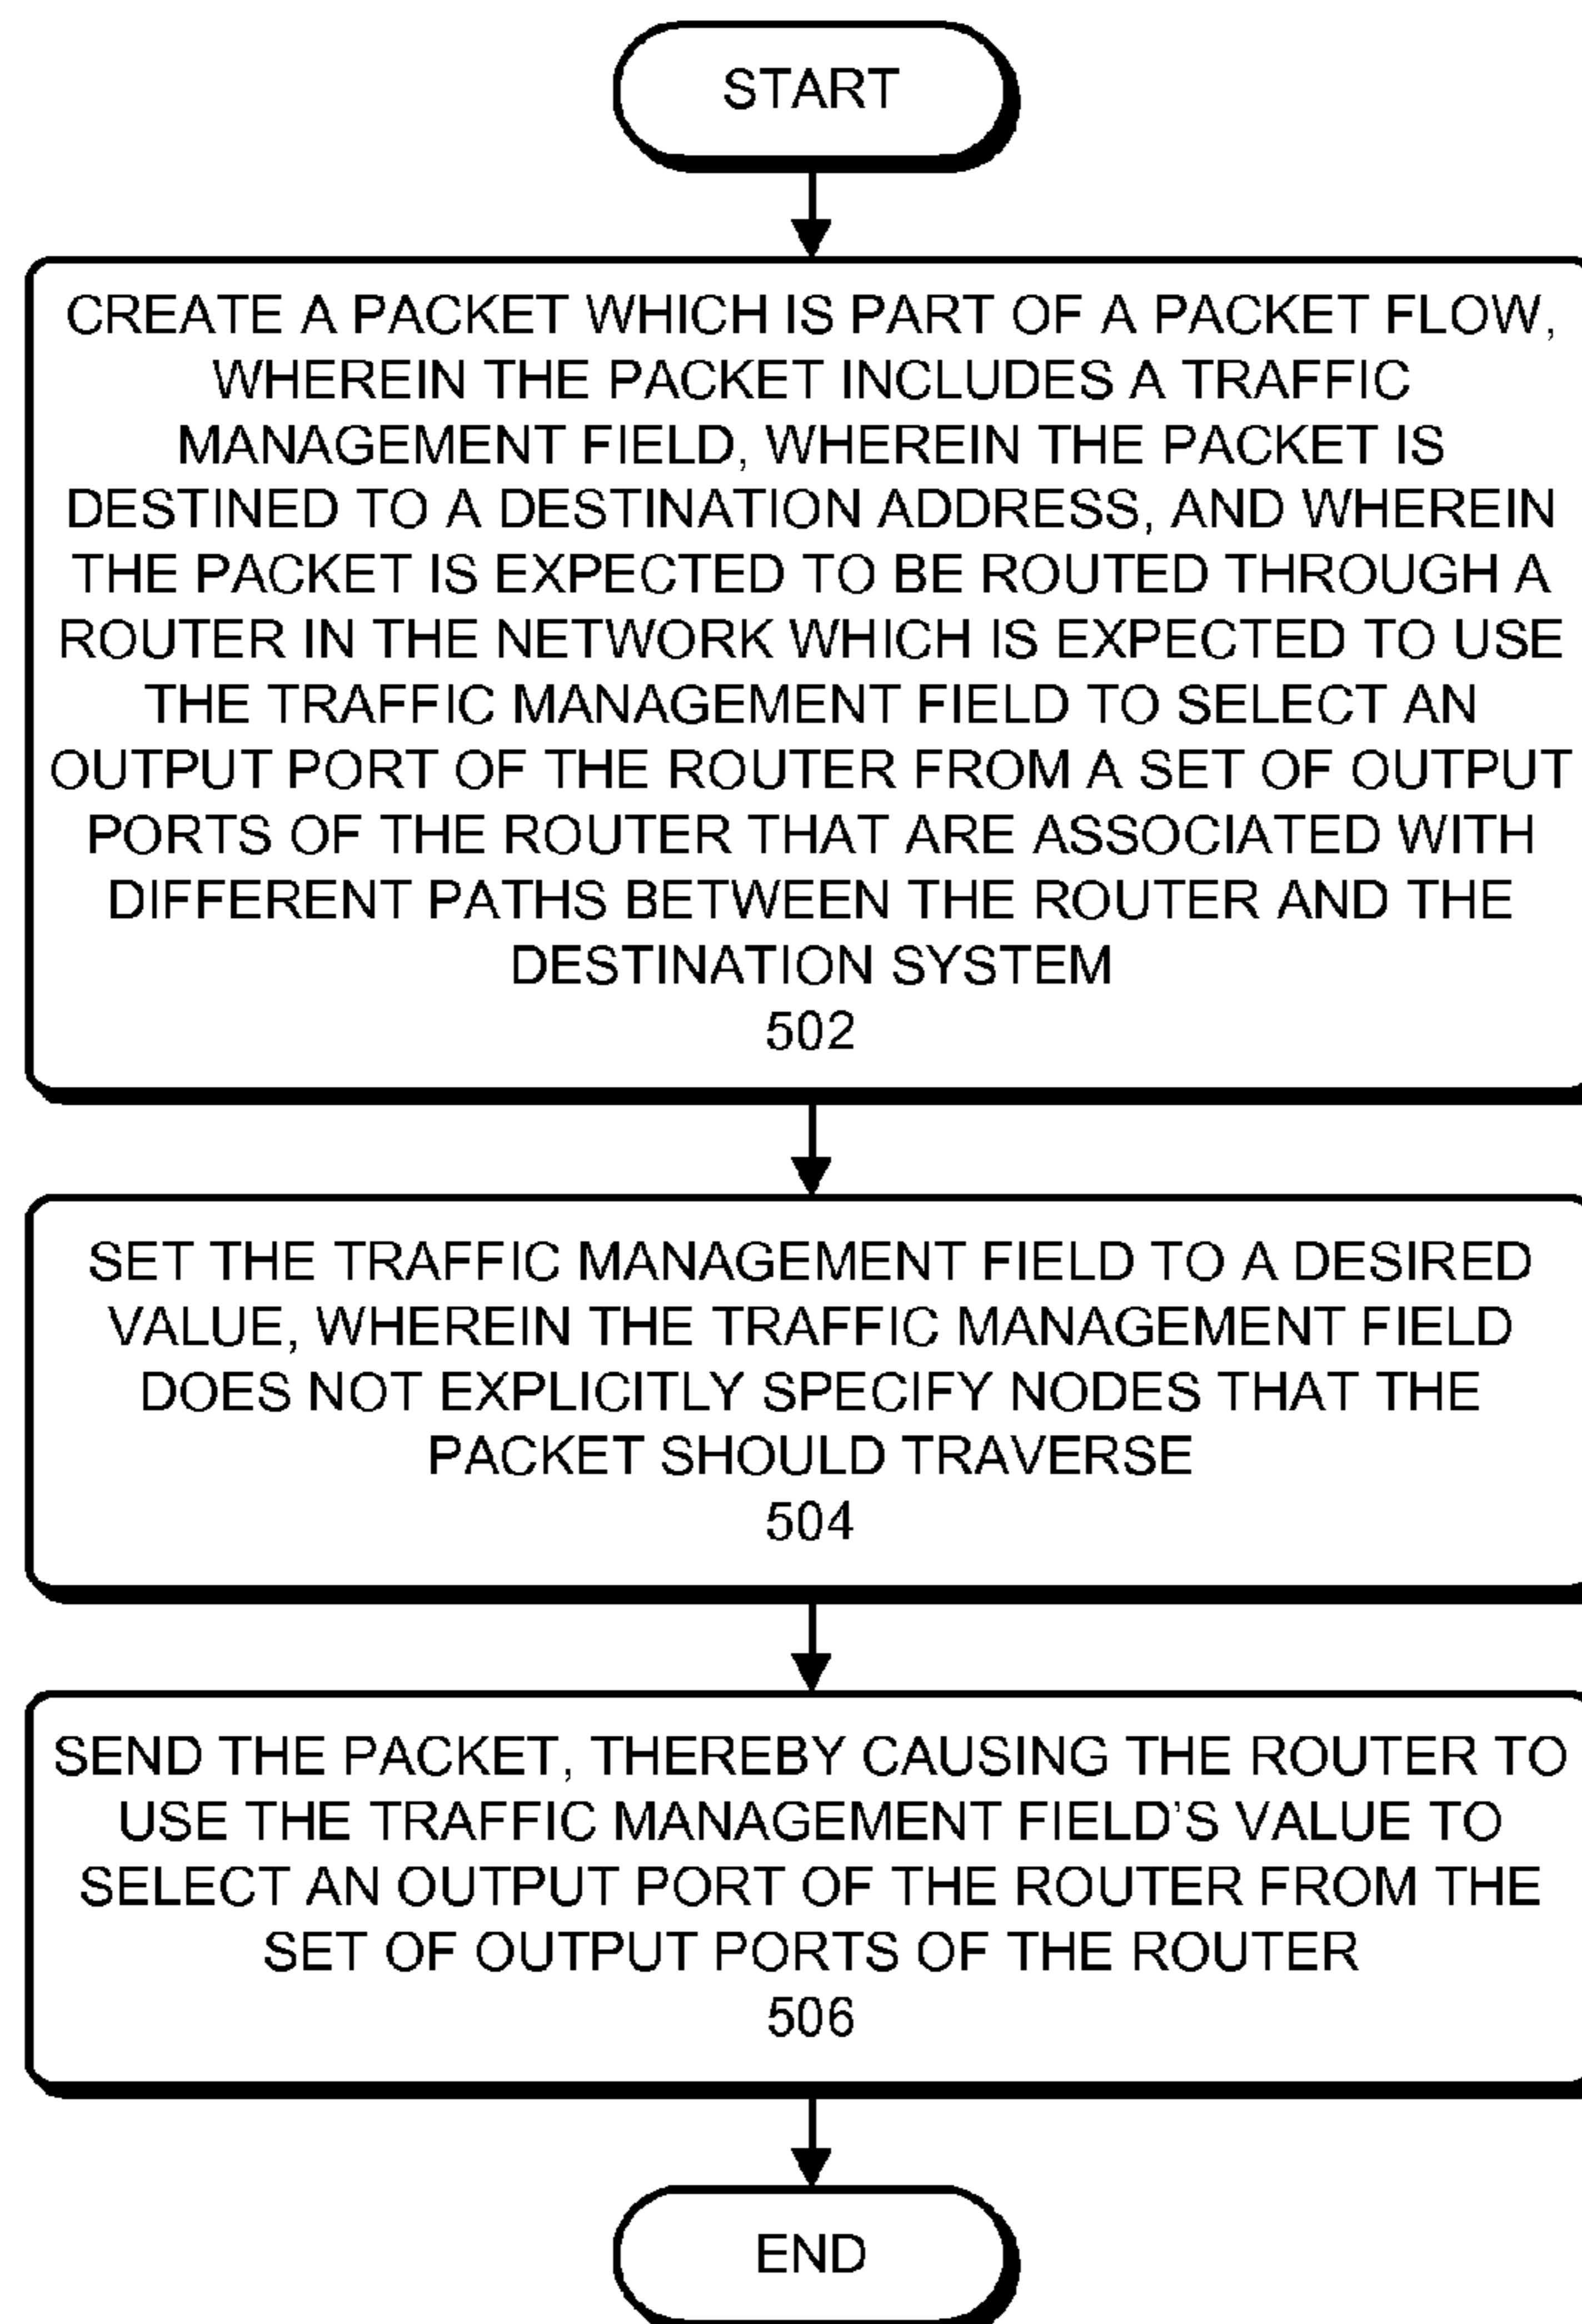 START
CREATE A PACKET WHICH IS PART OF A PACKET FLOW,
WHEREIN THE PACKET INCLUDES A TRAFFIC
MANAGEMENT FIELD, WHEREIN THE PACKET IS
DESTINED TO A DESTINATION ADDRESS, AND WHEREIN
THE PACKET IS EXPECTED TO BE ROUTED THROUGH A
ROUTER IN THE NETWORK WHICH IS EXPECTED TO USE
THE TRAFFIC MANAGEMENT FIELD TO SELECT AN
OUTPUT PORT OF THE ROUTER FROM A SET OF OUTPUT
PORTS OF THE ROUTER THAT ARE ASSOCIATED WITH
DIFFERENT PATHS BETWEEN THE ROUTER AND THE
DESTINATION SYSTEM
502
SET THE TRAFFIC MANAGEMENT FIELD TO A DESIRED
VALUE, WHEREIN THE TRAFFIC MANAGEMENT FIELD
DOES NOT EXPLICITLY SPECIFY NODES THAT THE
PACKET SHOULD TRAVERSE
504
SEND THE PACKET, THEREBY CAUSING THE ROUTER TO
USE THE TRAFFIC MANAGEMENT FIELD'S VALUE TO
SELECT AN OUTPUT PORT OF THE ROUTER FROM THE
SET OF OUTPUT PORTS OF THE ROUTER
506
END